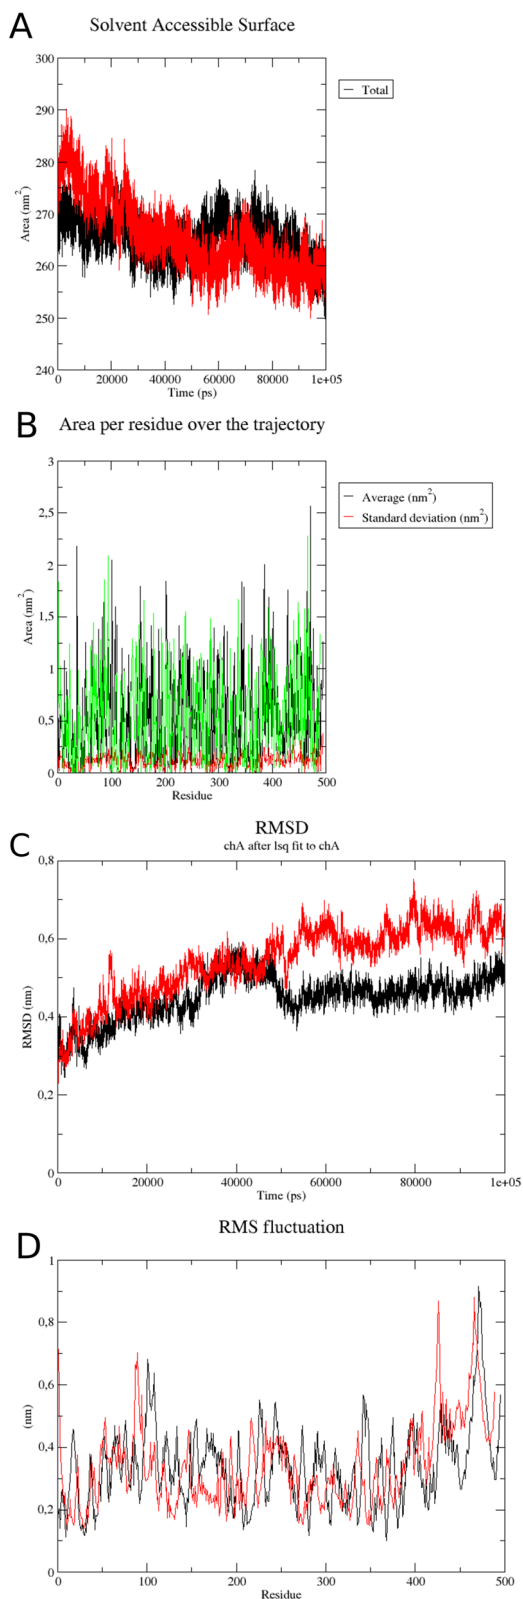 A
Solvent Accessible Surface
300
290
280
270
260
250
240
Area (nm²)
0
20000
40000
60000
80000
1e+05
Time (ps)
Total
B
Area per residue over the trajectory
3
2,5
2
1,5
1
0,5
0
Area (nm²)
0
100
200
300
400
500
Residue
Average (nm²)
Standard deviation (nm²)
C
RMSD
chA after lsq fit to chA
0,8
0,6
0,4
0,2
0
RMSD (nm)
0
20000
40000
60000
80000
1e+05
Time (ps)
D
RMS fluctuation
1
0,8
0,6
0,4
0,2
0
(nm)
0
100
200
300
400
500
Residue